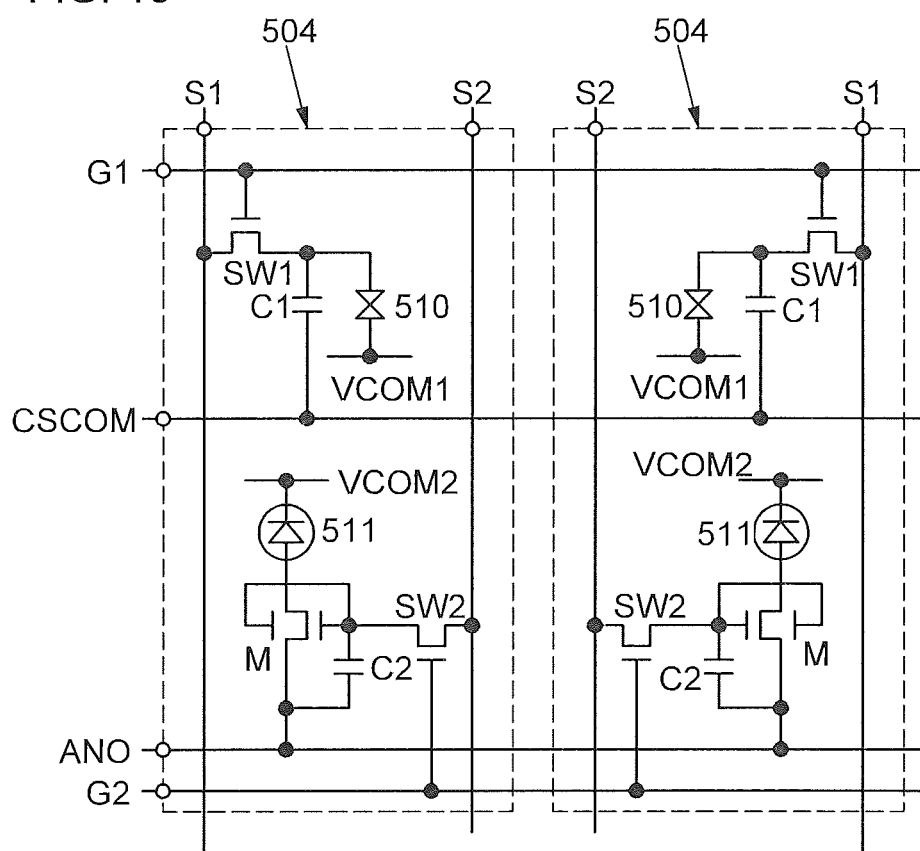 504 504
S1 S2 S2 S1
G1
SW1 SW1
C1 510 510 C1
VCOM1 VCOM1
CSCOM
VCOM2 VCOM2
511 511
SW2 SW2
M C2 C2 M
ANO
G2